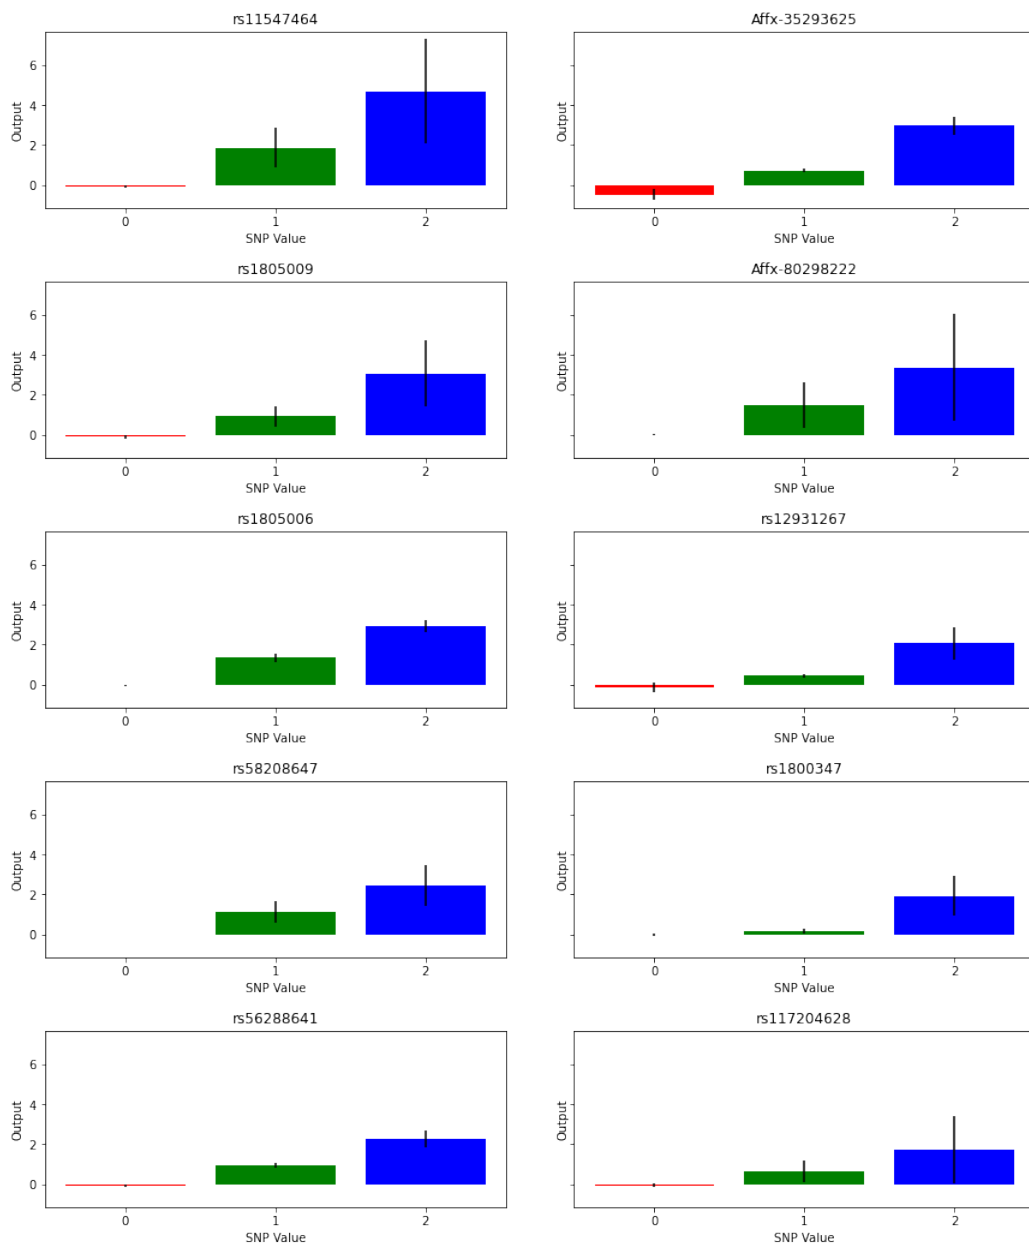 rs11547464
Output
6
4
2
0
0 1 2
SNP Value
Affx-35293625
Output
0 1 2
SNP Value
rs1805009
Output
6
4
2
0
0 1 2
SNP Value
Affx-80298222
Output
0 1 2
SNP Value
rs1805006
Output
6
4
2
0
0 1 2
SNP Value
rs12931267
Output
0 1 2
SNP Value
rs58208647
Output
6
4
2
0
0 1 2
SNP Value
rs1800347
Output
0 1 2
SNP Value
rs56288641
Output
6
4
2
0
0 1 2
SNP Value
rs117204628
Output
0 1 2
SNP Value